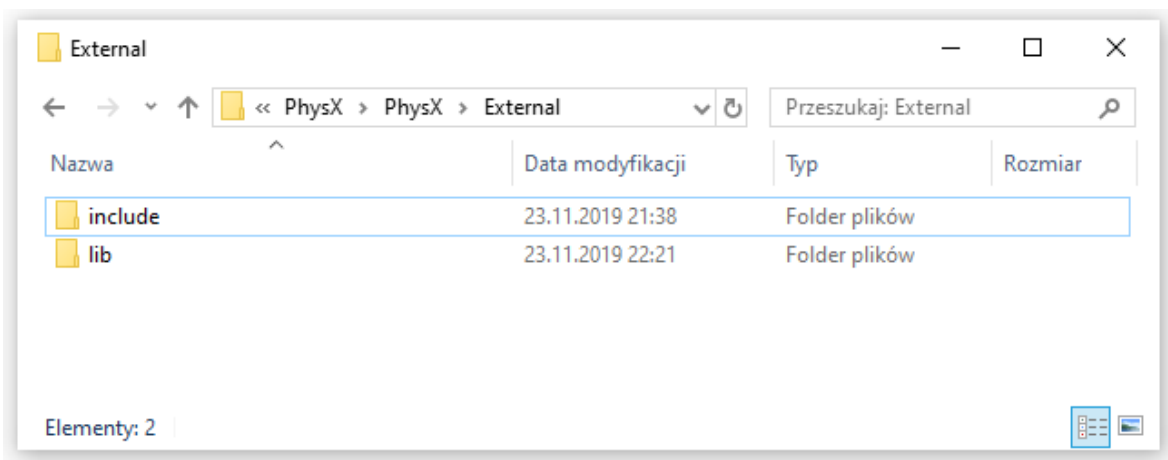 External
« PhysX > PhysX > External Przeszukaj: External
Nazwa Data modyfikacji Typ Rozmiar
include 23.11.2019 21:38 Folder plików
lib 23.11.2019 22:21 Folder plików
Elementy: 2